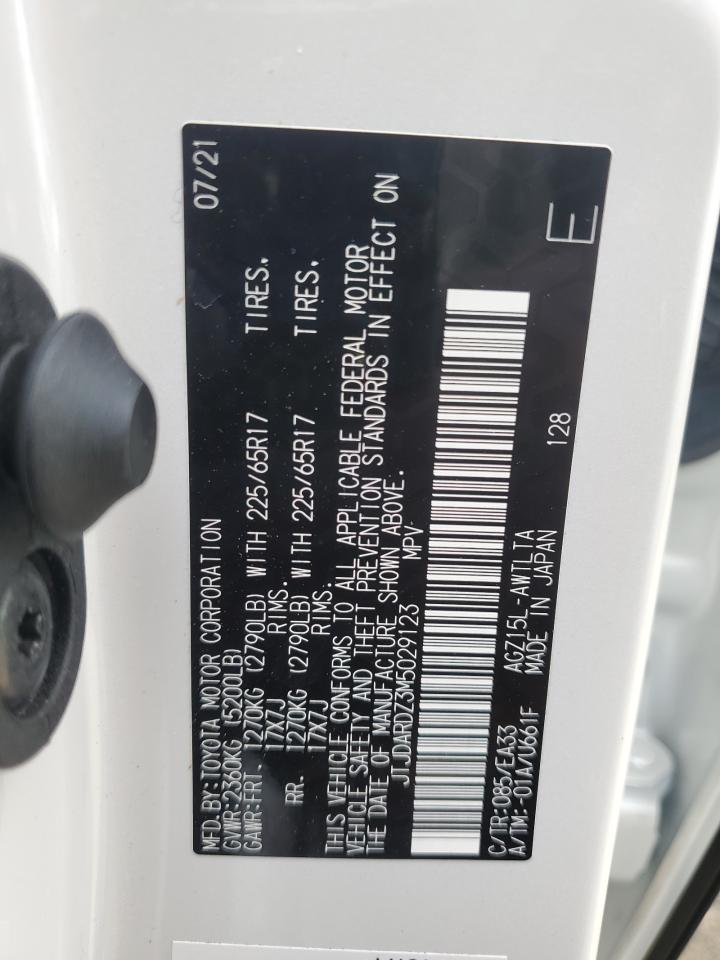 MFD.BY:TOYOTA MOTOR CORPORATION 07/21
GVWR:2360KG (5200LB)
GAWR:FRT. 1270KG (2790LB) WITH 225/65R17 TIRES,
17X7J RIMS.
RR. 1270KG (2790LB) WITH 225/65R17 TIRES,
17X7J RIMS.
THIS VEHICLE CONFORMS TO ALL APPLICABLE FEDERAL MOTOR
VEHICLE SAFETY AND THEFT PREVENTION STANDARDS IN EFFECT ON
THE DATE OF MANUFACTURE SHOWN ABOVE.
JTJDARDZ3M5029123 MPV
C/TR:085/EA33 AGZ15L-AWTLTA 128
A/TM:-01A/U661F MADE IN JAPAN
E